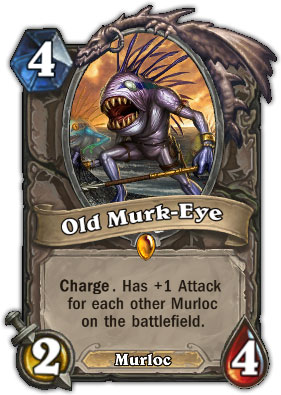 4
Old Murk-Eye
Charge. Has +1 Attack
for each other Murloc
on the battlefield.
2
Murloc
4